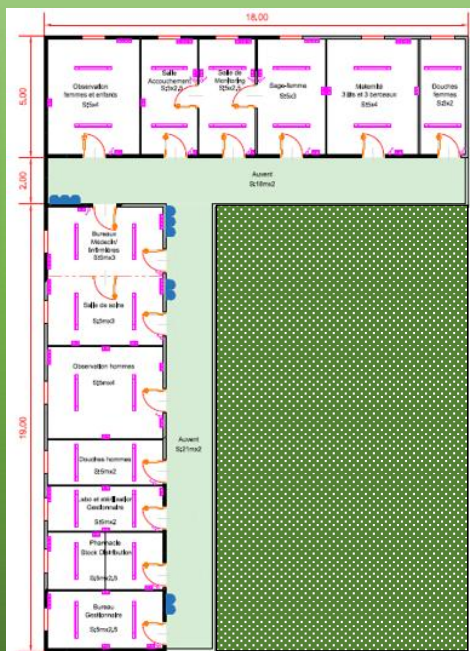 18.00
5.00
Observation
femmes et enfants
S:5x4
Salle
Accouchement
S:5x2,5
Salle de
Monitoring
S:5x2,5
Sage-femme
S:5x3
Maternité
3 lits et 3 berceaux
S:5x4
Douches
femmes
S:5x2
2.00
Auvent
S:18mx2
19.00
Bureaux
Médecin/
Infirmières
S:5mx3
Salle de soins
S:5mx3
Observation hommes
S:5mx4
Auvent
S:21mx2
Douches hommes
S:5mx2
Labo et stérilisation
Gestionnaire
S:5mx2
Pharmacie
Stock Distribution
S:5mx2,5
Bureau
Gestionnaire
S:5mx2,5